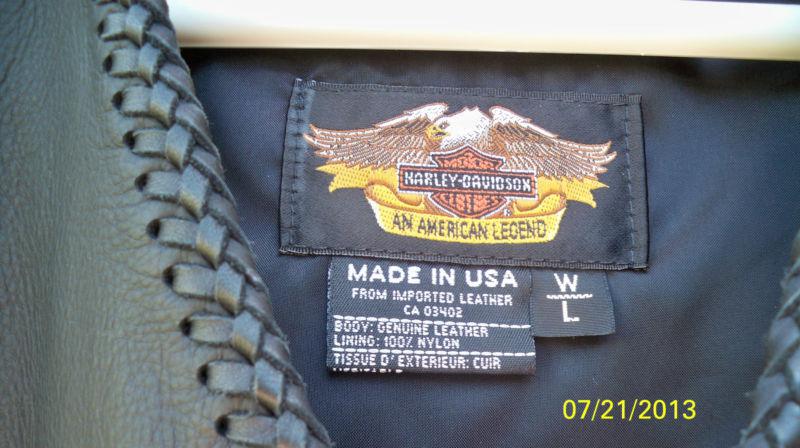 HARLEY-DAVIDSON
®
AN AMERICAN LEGEND
MADE IN USA
FROM IMPORTED LEATHER
CA 03402
BODY: GENUINE LEATHER
LINING: 100% NYLON
TISSUE D' EXTERIEUR: CUIR
W
L
07/21/2013